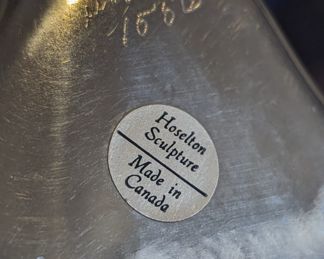 Hoselton
Sculpture
Made in
Canada